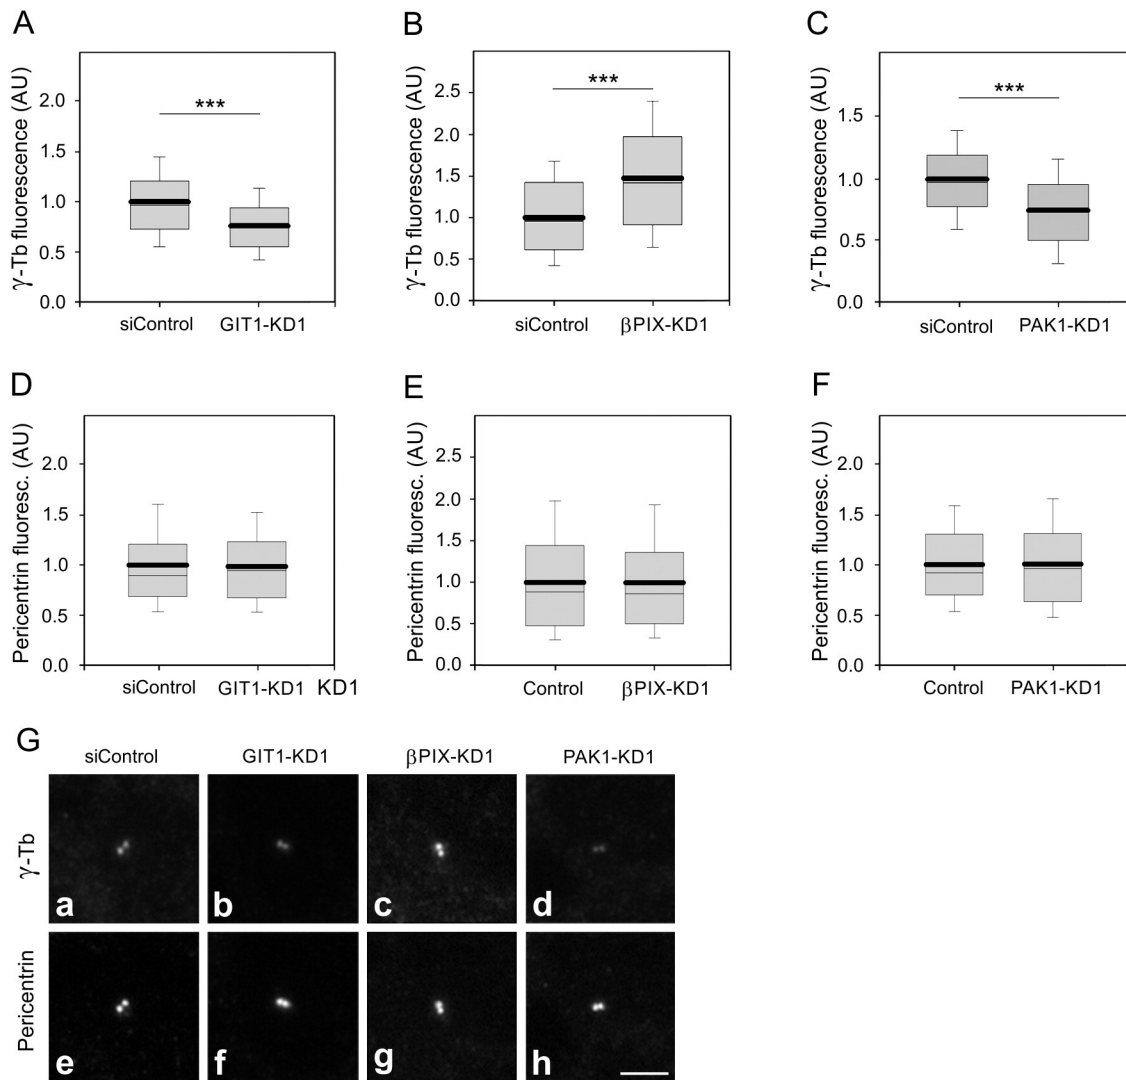 A
γ-Tb fluorescence (AU)
2.0
1.5
1.0
0.5
0.0
***
siControl GIT1-KD1
B
γ-Tb fluorescence (AU)
2.5
2.0
1.5
1.0
0.5
0.0
***
siControl βPIX-KD1
C
γ-Tb fluorescence (AU)
1.5
1.0
0.5
0.0
***
siControl PAK1-KD1
D
Pericentrin fluoresc. (AU)
2.0
1.5
1.0
0.5
0.0
siControl GIT1-KD1 KD1
E
Pericentrin fluoresc. (AU)
2.5
2.0
1.5
1.0
0.5
0.0
Control βPIX-KD1
F
Pericentrin fluoresc. (AU)
2.0
1.5
1.0
0.5
0.0
Control PAK1-KD1
G
siControl GIT1-KD1 βPIX-KD1 PAK1-KD1
γ-Tb
a b c d
Pericentrin
e f g h